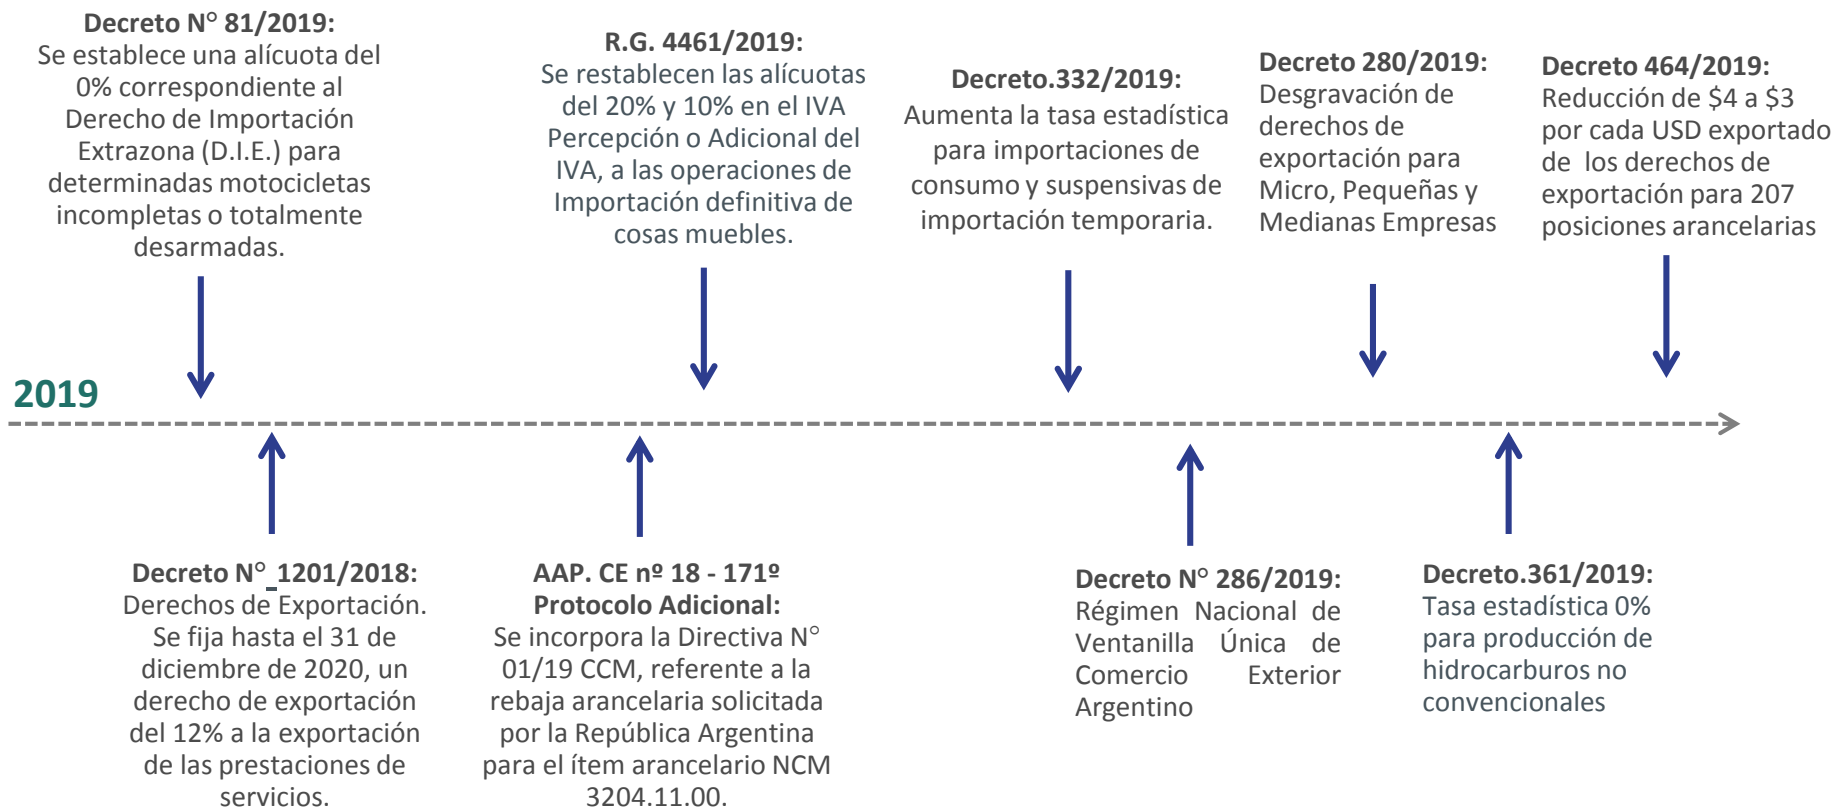 Decreto N° 81/2019:
Se establece una alícuota del
0% correspondiente al
Derecho de Importación
Extrazona (D.I.E.) para
determinadas motocicletas
incompletas o totalmente
desarmadas.
R.G. 4461/2019:
Se restablecen las alícuotas
del 20% y 10% en el IVA
Percepción o Adicional del
IVA, a las operaciones de
Importación definitiva de
cosas muebles.
Decreto.332/2019:
Aumenta la tasa estadística
para importaciones de
consumo y suspensivas de
importación temporaria.
Decreto 280/2019:
Desgravación de
derechos de
exportación para
Micro, Pequeñas y
Medianas Empresas
Decreto 464/2019:
Reducción de $4 a $3
por cada USD exportado
de los derechos de
exportación para 207
posiciones arancelarias
2019
Decreto N° 1201/2018:
Derechos de Exportación.
Se fija hasta el 31 de
diciembre de 2020, un
derecho de exportación
del 12% a la exportación
de las prestaciones de
servicios.
AAP. CE nº 18 - 171º
Protocolo Adicional:
Se incorpora la Directiva N°
01/19 CCM, referente a la
rebaja arancelaria solicitada
por la República Argentina
para el ítem arancelario NCM
3204.11.00.
Decreto N° 286/2019:
Régimen Nacional de
Ventanilla Única de
Comercio Exterior
Argentino
Decreto.361/2019:
Tasa estadística 0%
para producción de
hidrocarburos no
convencionales